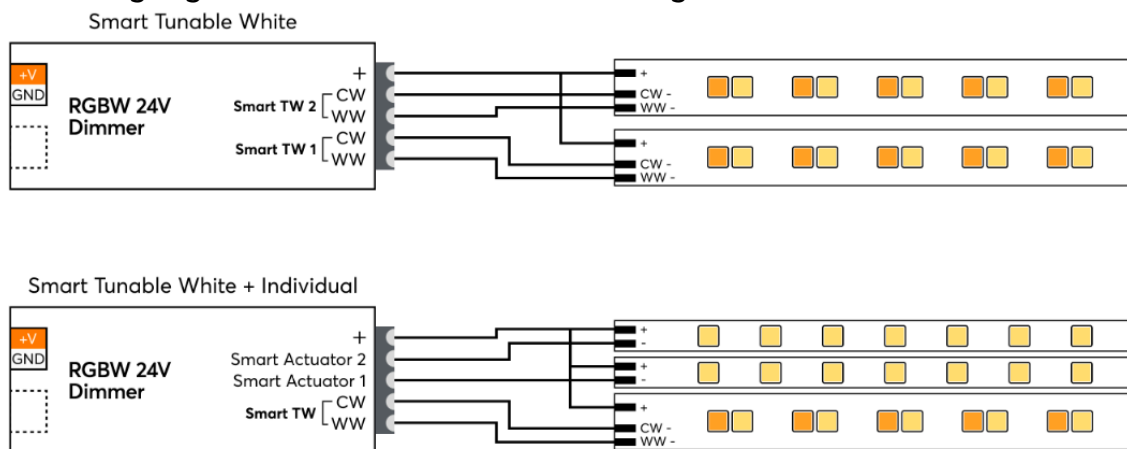 Smart Tunable White
+V
GND
RGBW 24V
Dimmer
+
Smart TW 2
CW
WW
Smart TW 1
CW
WW
+
CW -
WW -
+
CW -
WW -
Smart Tunable White + Individual
+V
GND
RGBW 24V
Dimmer
+
Smart Actuator 2
Smart Actuator 1
Smart TW
CW
WW
+
-
+
-
+
CW -
WW -